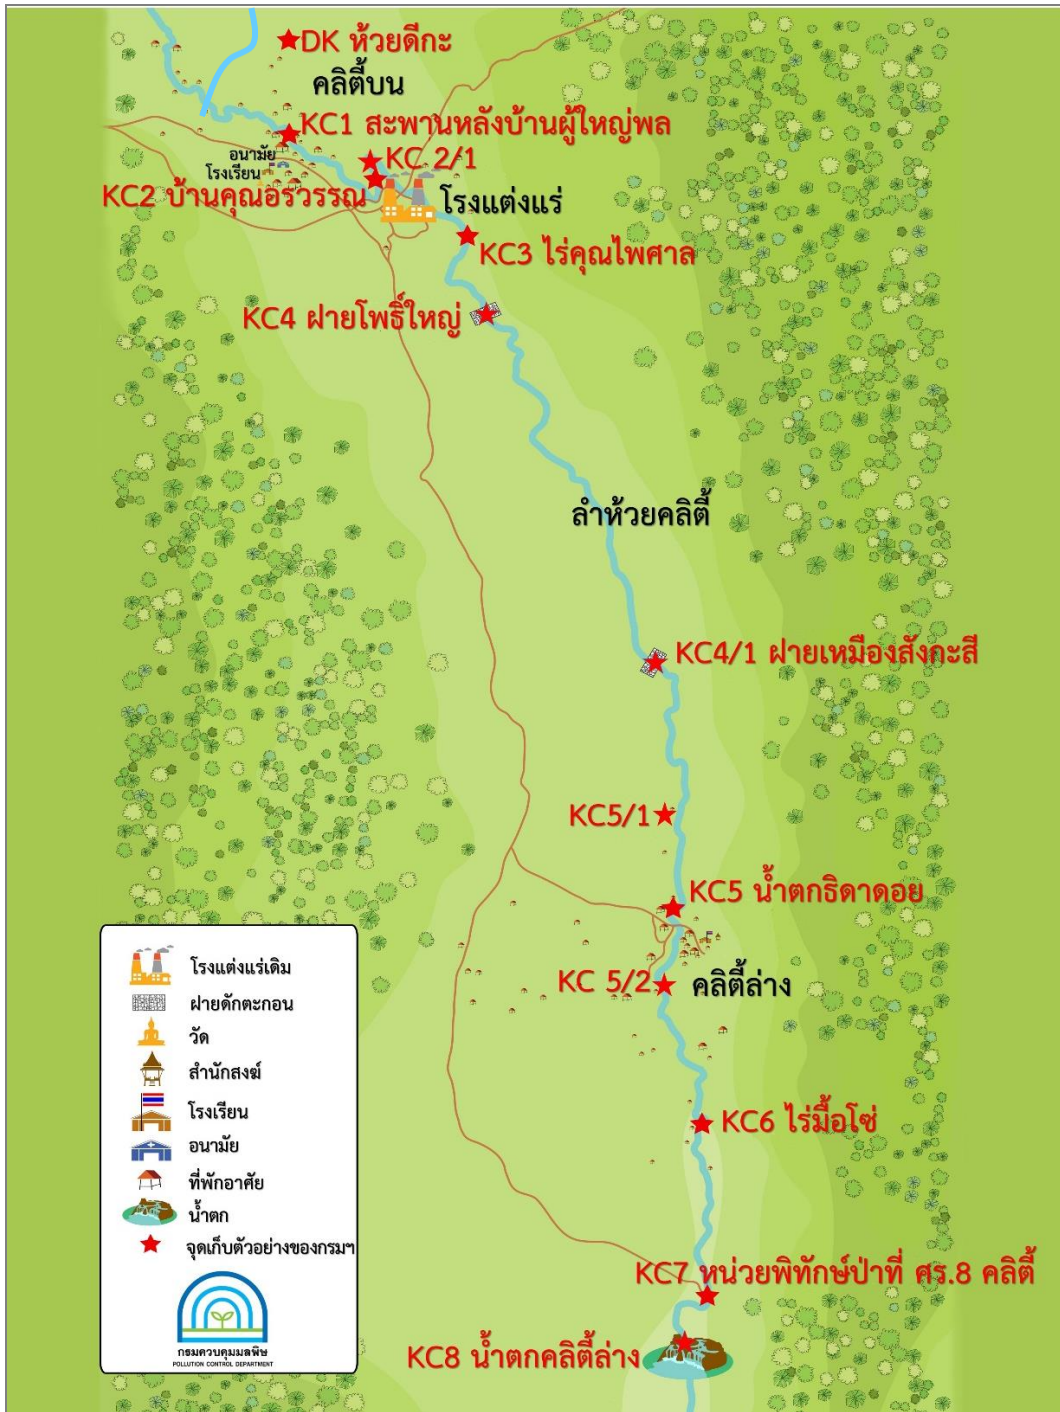 DK ห้วยดีกะ
คลิตี้บน
KC1 สะพานหลังบ้านผู้ใหญ่พล
KC 2/1
อนามัย
โรงเรียน
KC2 บ้านคุณอรวรรณ
โรงแต่งแร่
KC3 ไร่คุณไพศาล
KC4 ฝายโพธิ์ใหญ่
ลำห้วยคลิตี้
KC4/1 ฝายเหมืองสังกะสี
KC5/1
KC5 น้ำตกธิดาดอย
KC 5/2
คลิตี้ล่าง
KC6 ไร่มื้อโซ่
KC7 หน่วยพิทักษ์ป่าที่ ศร.8 คลิตี้
KC8 น้ำตกคลิตี้ล่าง
โรงแต่งแร่เดิม
ฝายดักตะกอน
วัด
สำนักสงฆ์
โรงเรียน
อนามัย
ที่พักอาศัย
น้ำตก
จุดเก็บตัวอย่างของกรมฯ
กรมควบคุมมลพิษ
POLLUTION CONTROL DEPARTMENT